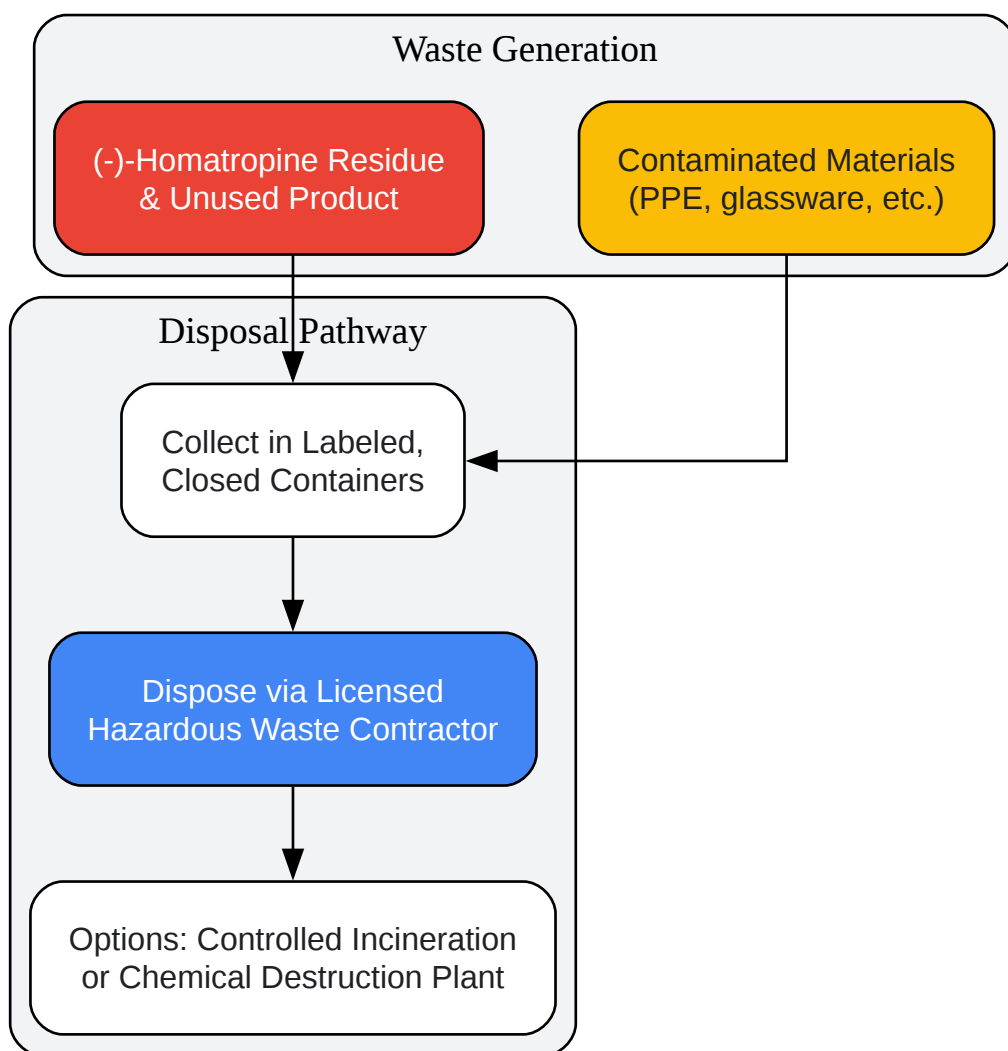 Waste Generation
(-)-Homatropine Residue
& Unused Product
Contaminated Materials
(PPE, glassware, etc.)
Disposal Pathway
Collect in Labeled,
Closed Containers
Dispose via Licensed
Hazardous Waste Contractor
Options: Controlled Incineration
or Chemical Destruction Plant